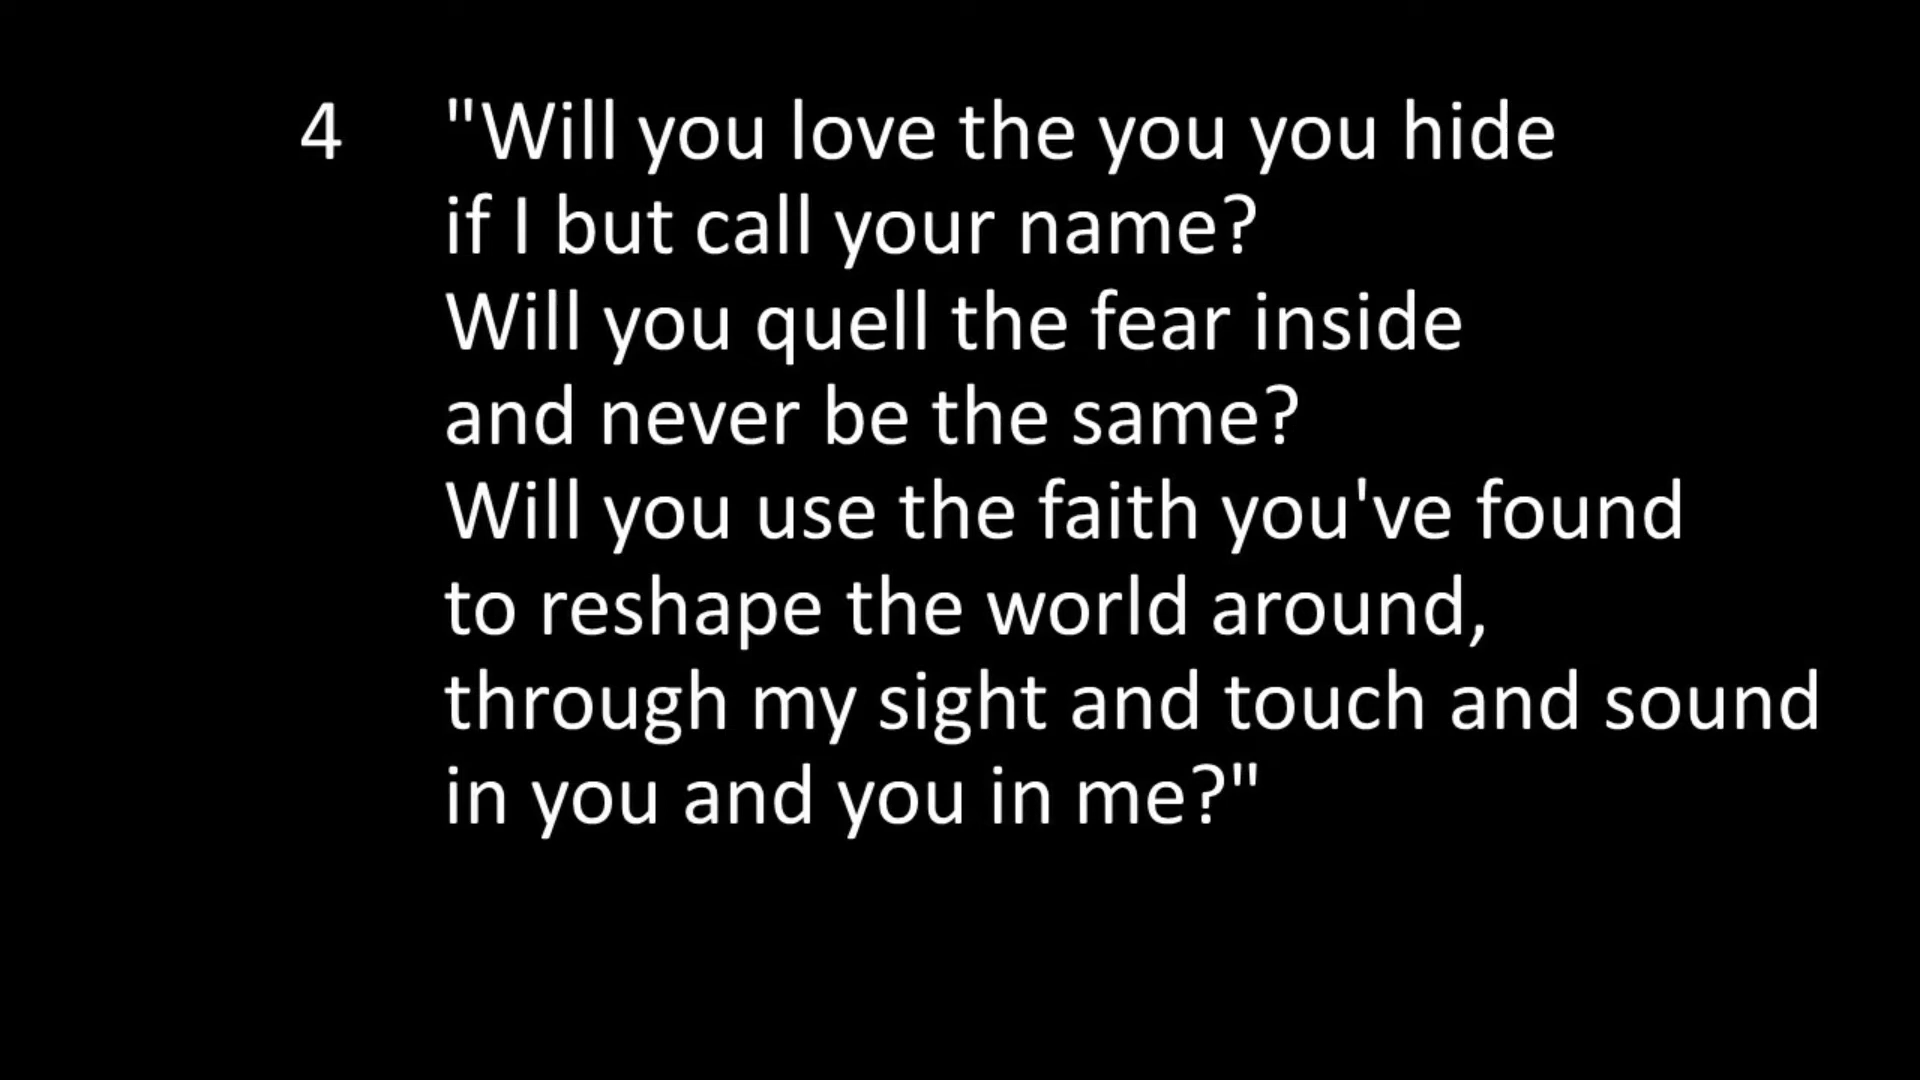 4 "Will you love the you you hide
if I but call your name?
Will you quell the fear inside
and never be the same?
Will you use the faith you've found
to reshape the world around,
through my sight and touch and sound
in you and you in me?"